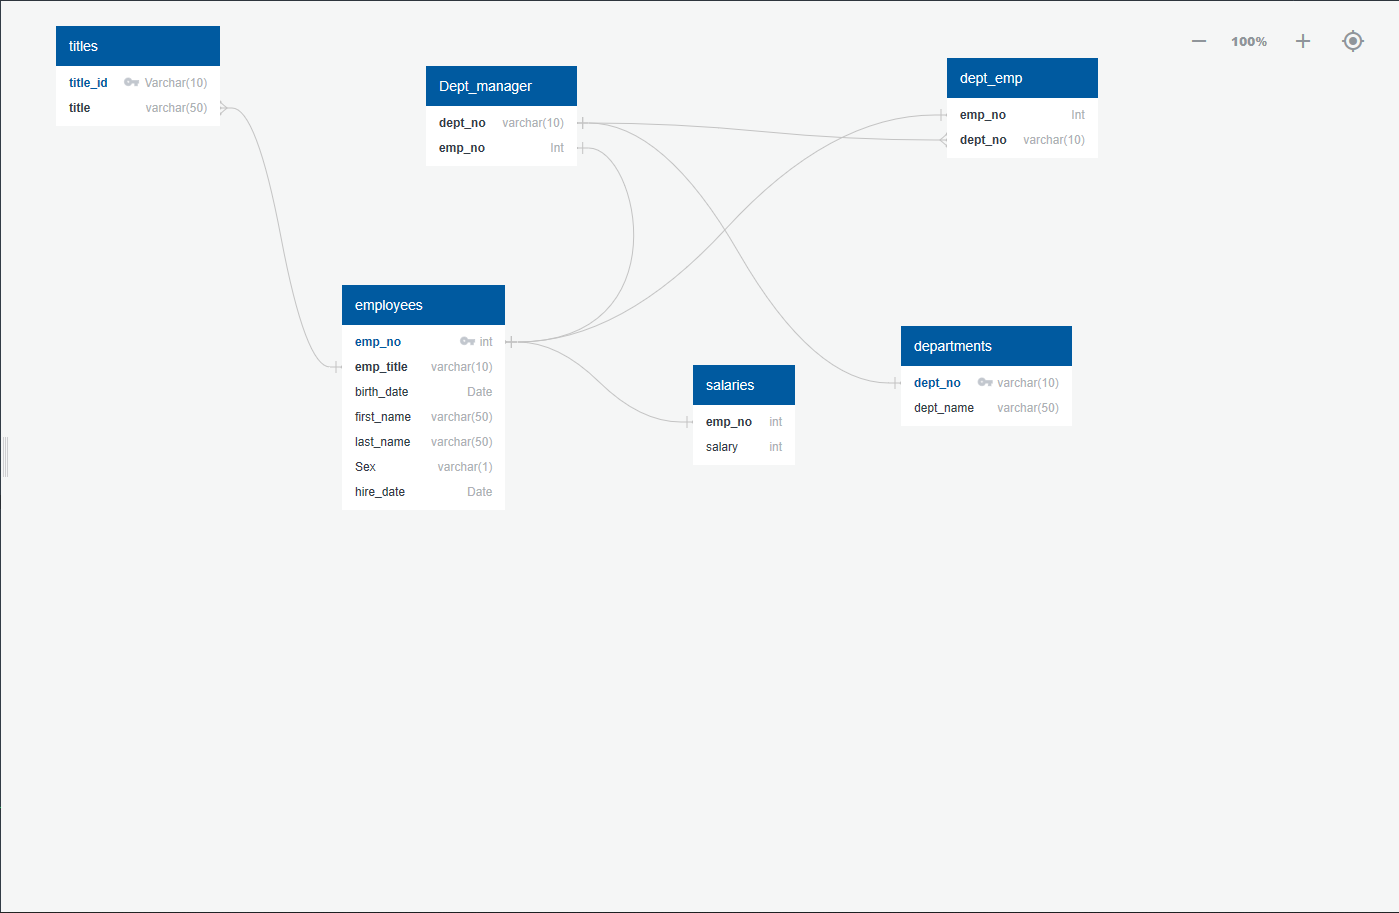 titles
title_id Varchar(10)
title varchar(50)
Dept_manager
dept_no varchar(10)
emp_no Int
100%
dept_emp
emp_no Int
dept_no varchar(10)
employees
emp_no int
emp_title varchar(10)
birth_date Date
first_name varchar(50)
last_name varchar(50)
Sex varchar(1)
hire_date Date
salaries
emp_no int
salary int
departments
dept_no varchar(10)
dept_name varchar(50)